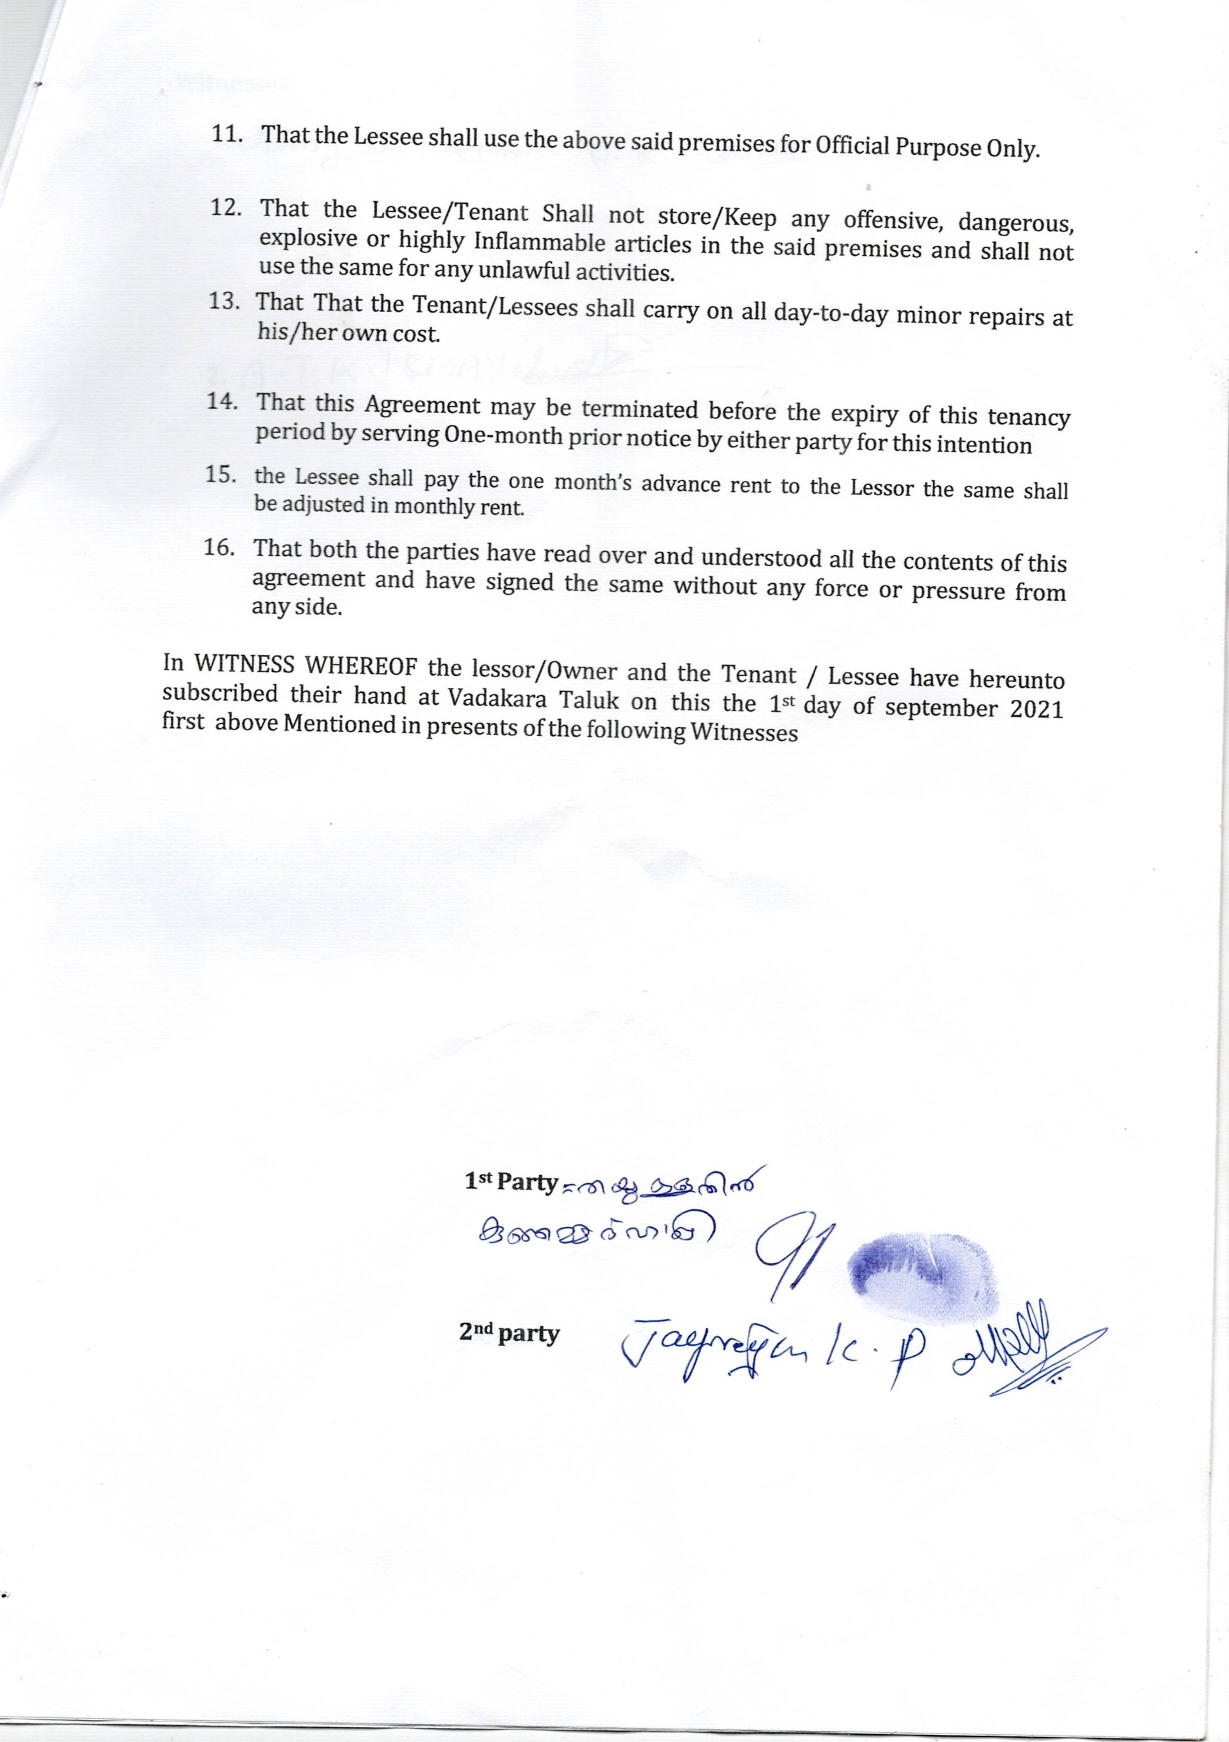 11. That the Lessee shall use the above said premises for Official Purpose Only.
12. That the Lessee/Tenant Shall not store/Keep any offensive, dangerous,
explosive or highly Inflammable articles in the said premises and shall not
use the same for any unlawful activities.
13. That That the Tenant/Lessees shall carry on all day-to-day minor repairs at
his/her own cost.
14. That this Agreement may be terminated before the expiry of this tenancy
period by serving One-month prior notice by either party for this intention
15. the Lessee shall pay the one month's advance rent to the Lessor the same shall
be adjusted in monthly rent.
16. That both the parties have read over and understood all the contents of this
agreement and have signed the same without any force or pressure from
any side.
In WITNESS WHEREOF the lessor/Owner and the Tenant / Lessee have hereunto
subscribed their hand at Vadakara Taluk on this the 1st day of september 2021
first above Mentioned in presents of the following Witnesses
1st Party
2nd party K. P